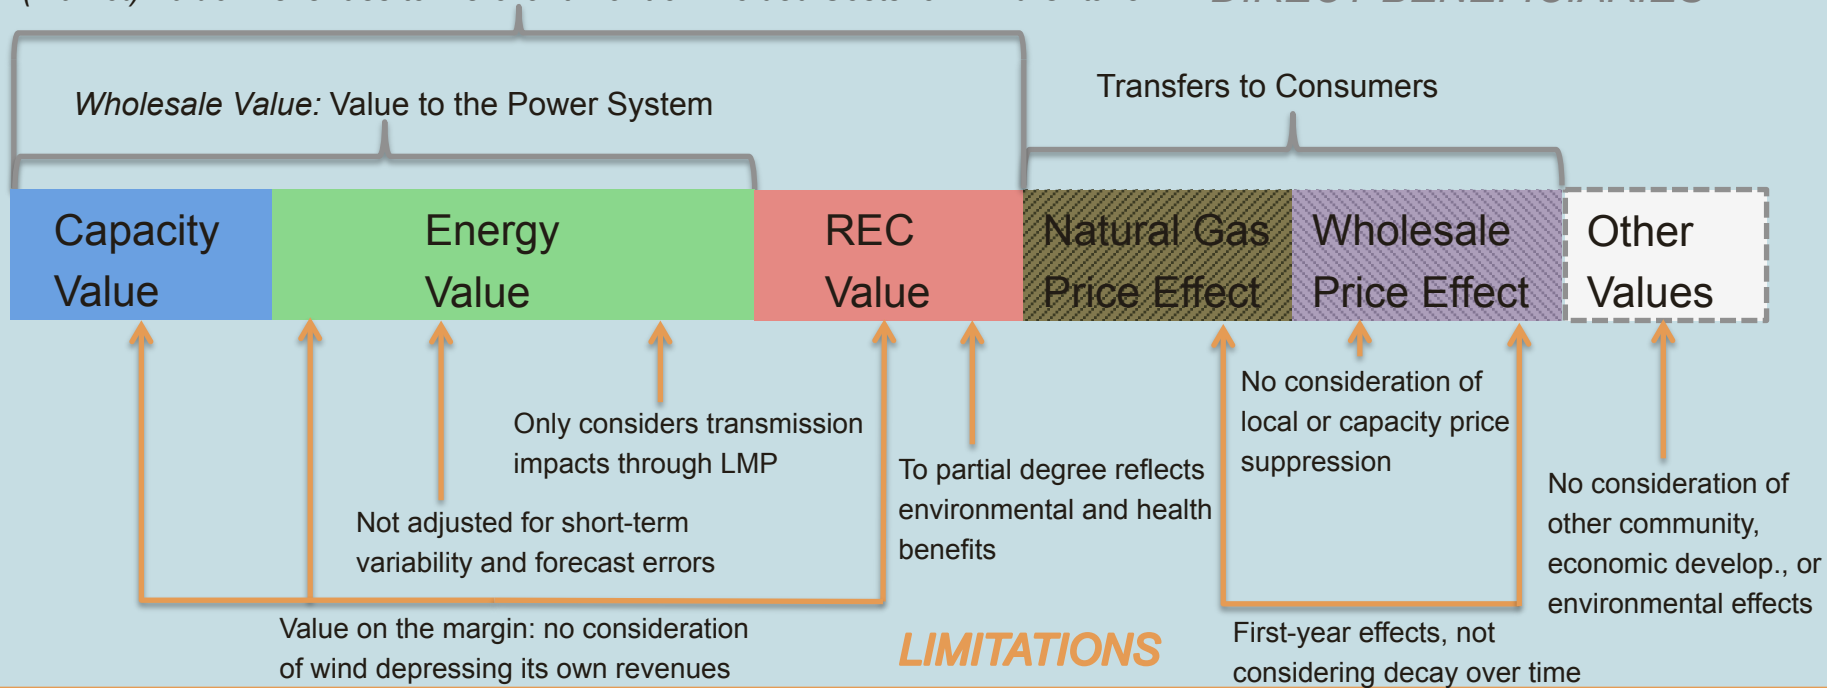 Wholesale Value: Value to the Power System
Transfers to Consumers
Capacity
Value
Energy
Value
REC
Value
Natural Gas
Price Effect
Wholesale
Price Effect
Other
Values
Only considers transmission
impacts through LMP
Not adjusted for short-term
variability and forecast errors
Value on the margin: no consideration
of wind depressing its own revenues
To partial degree reflects
environmental and health
benefits
LIMITATIONS
No consideration of
local or capacity price
suppression
First-year effects, not
considering decay over time
No consideration of
other community,
economic develop., or
environmental effects